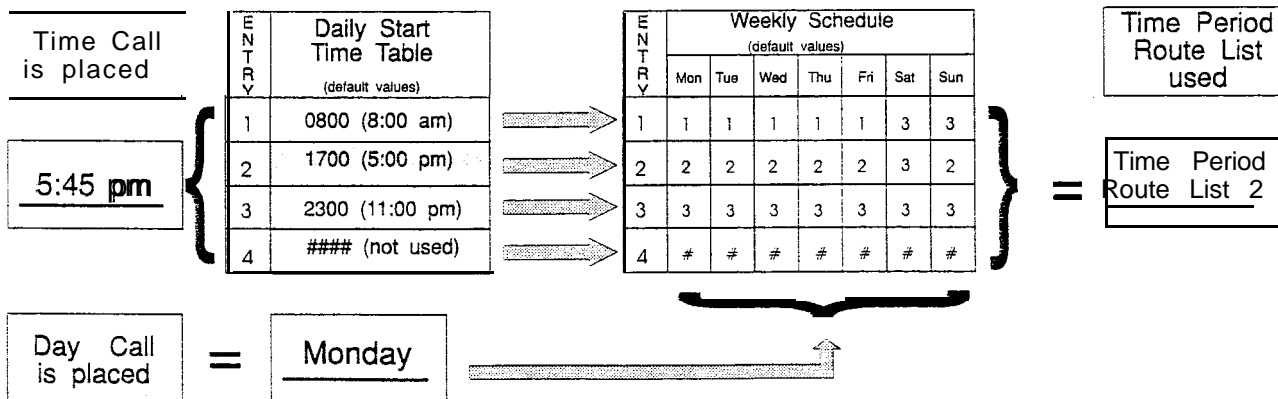 Time Call
is placed
5:45 pm
ENTRY
Daily Start
Time Table
(default values)
1 0800 (8:00 am)
2 1700 (5:00 pm)
3 2300 (11:00 pm)
4 #### (not used)
ENTRY
Weekly Schedule
(default values)
Mon Tue Wed Thu Fri Sat Sun
1 1 1 1 1 1 3 3
2 2 2 2 2 2 3 2
3 3 3 3 3 3 3 3
4 # # # # # # #
Time Period
Route List
used
=
Time Period
Route List 2
Day Call
is placed
=
Monday